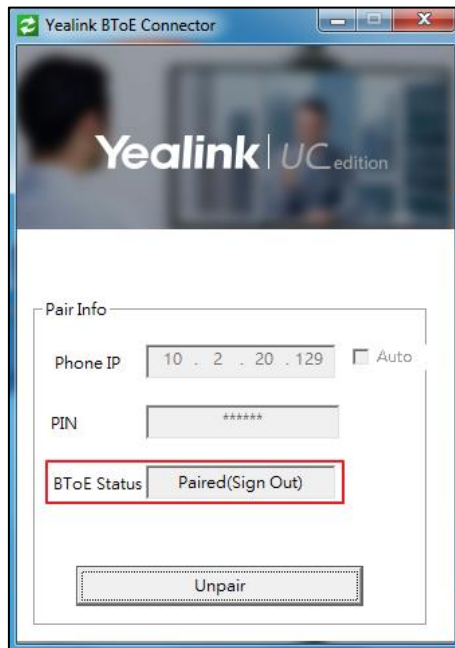 Yealink BToE Connector
Yealink | UC edition
Pair Info
Phone IP 10 . 2 . 20 . 129 Auto
PIN ******
BToE Status Paired(Sign Out)
Unpair